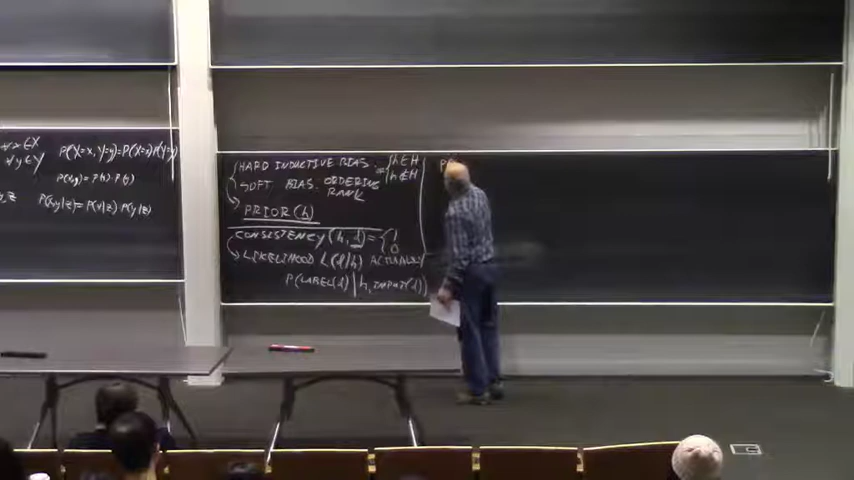 ∀x∈X P(X=x,Y=y)=P(X=x)P(Y=y)
∀y∈Y
P(x,y)=P(x)·P(y)
P(x,y|z)=P(x|z)P(y|z)
HARD INDUCTIVE BIAS. h∈H
h∉H
SOFT BIAS. ORDERING
RANK
PRIOR(h)
CONSISTENCY(h,d)={1
0
→LIKELIHOOD L(d|h) ACTUALLY
P(LABEL(d)|h, INPUT(d))